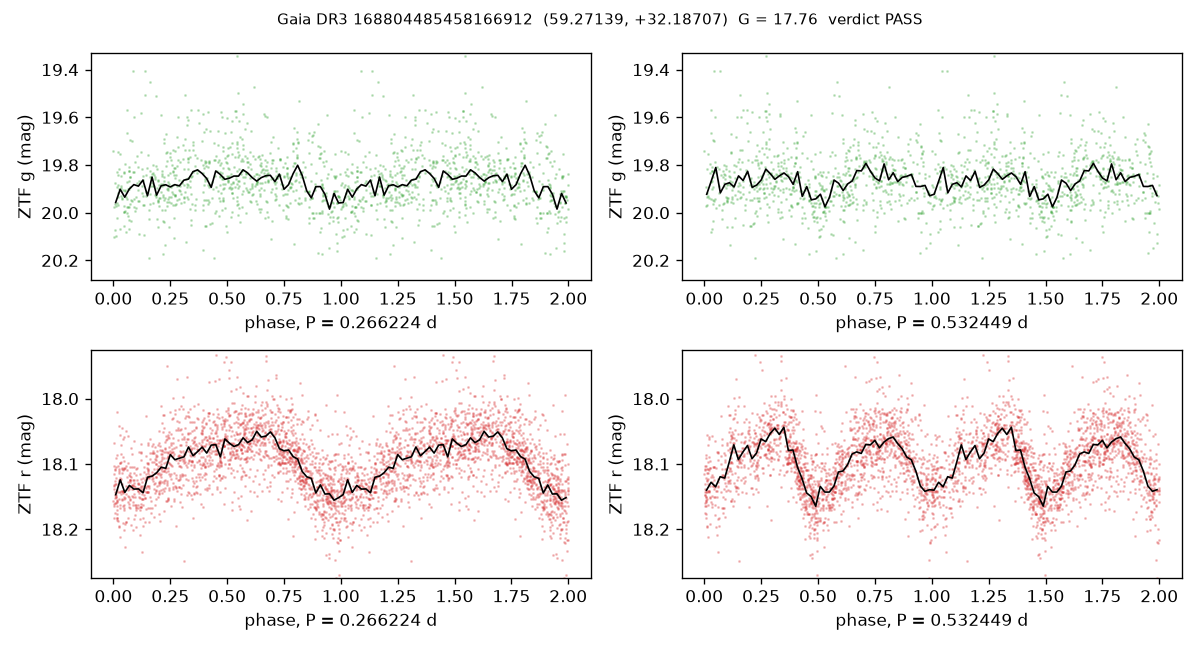 Gaia DR3 168804485458166912 (59.27139, +32.18707) G = 17.76 verdict PASS
ZTF g (mag)
19.4
19.6
19.8
20.0
20.2
0.00 0.25 0.50 0.75 1.00 1.25 1.50 1.75 2.00
phase, P = 0.266224 d
ZTF g (mag)
19.4
19.6
19.8
20.0
20.2
0.00 0.25 0.50 0.75 1.00 1.25 1.50 1.75 2.00
phase, P = 0.532449 d
ZTF r (mag)
18.0
18.1
18.2
0.00 0.25 0.50 0.75 1.00 1.25 1.50 1.75 2.00
phase, P = 0.266224 d
ZTF r (mag)
18.0
18.1
18.2
0.00 0.25 0.50 0.75 1.00 1.25 1.50 1.75 2.00
phase, P = 0.532449 d